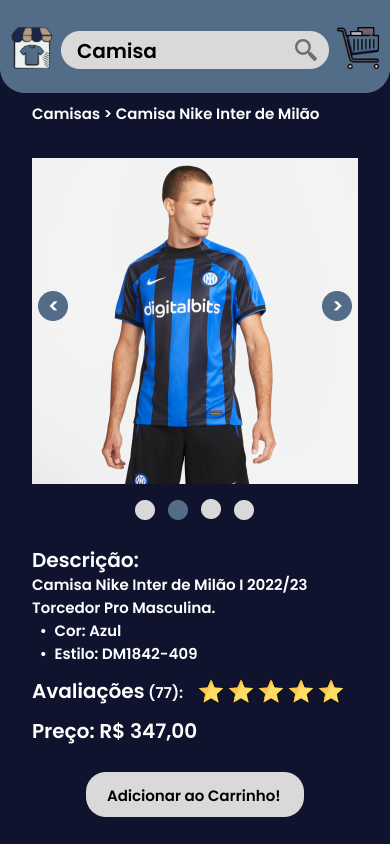 Camisa
Camisas > Camisa Nike Inter de Milão
digitalbits
< >
Descrição:
Camisa Nike Inter de Milão I 2022/23
Torcedor Pro Masculina.
• Cor: Azul
• Estilo: DM1842-409
Avaliações (77):
Preço: R$ 347,00
Adicionar ao Carrinho!